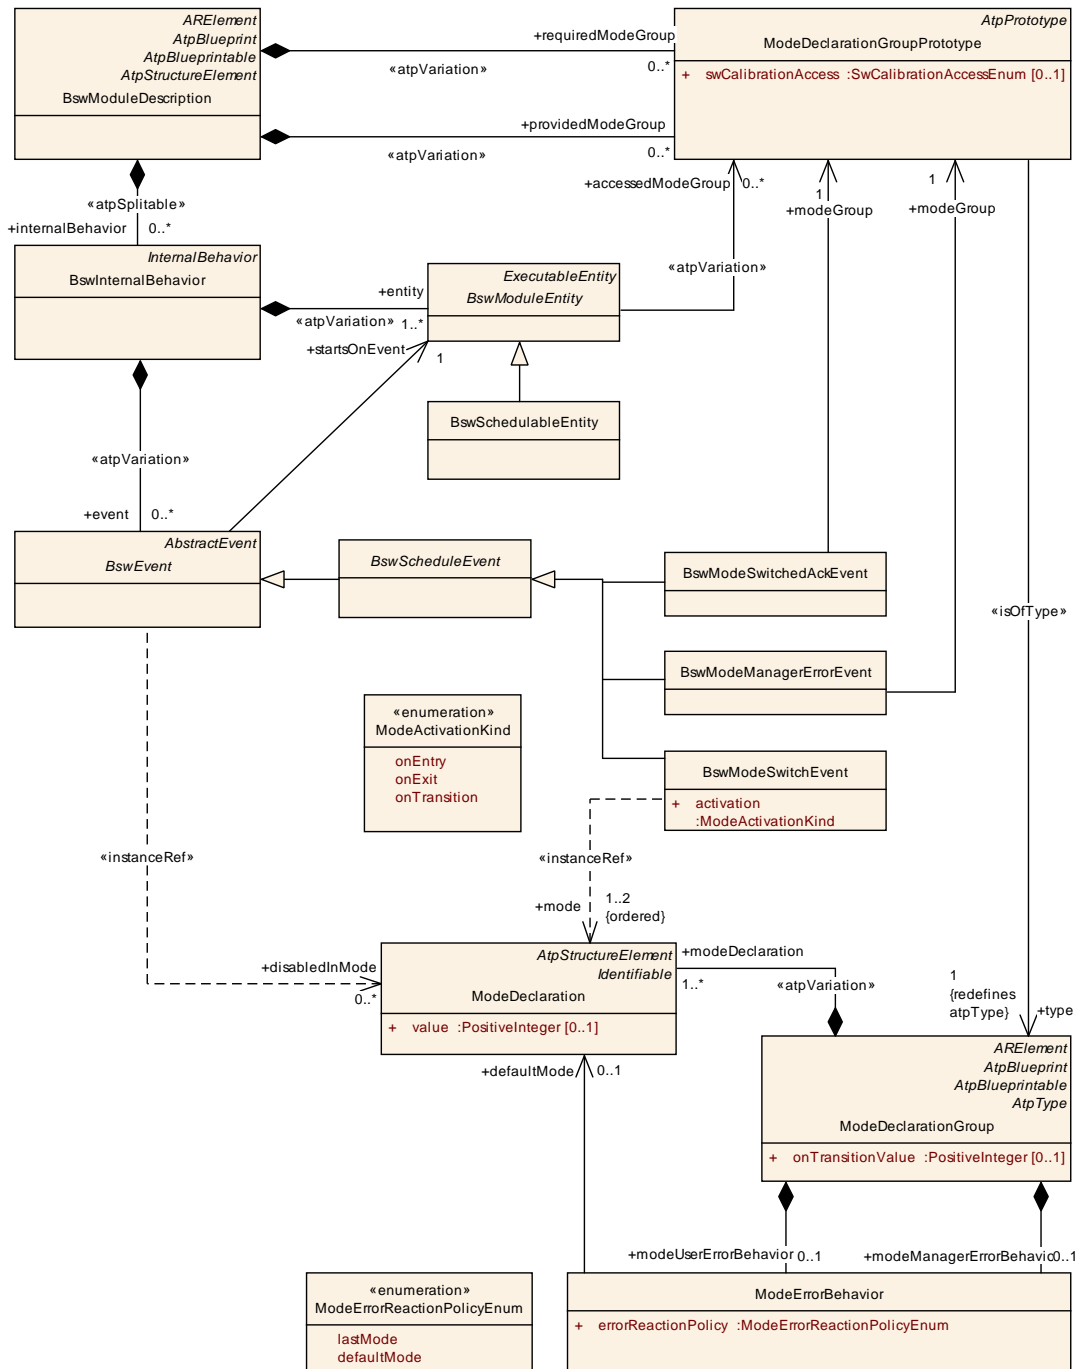 ARElement
AtpBlueprint
AtpBlueprintable
AtpStructureElement
BswModuleDescription
+requiredModeGroup
«atpVariation»
0..*
AtpPrototype
ModeDeclarationGroupPrototype
+ swCalibrationAccess :SwCalibrationAccessEnum [0..1]
+providedModeGroup
«atpVariation»
0..*
«atpSplitable»
+internalBehavior 0..*
+accessedModeGroup 0..*
1
+modeGroup
1
+modeGroup
InternalBehavior
BswInternalBehavior
+entity
«atpVariation» 1..*
ExecutableEntity
BswModuleEntity
«atpVariation»
+startsOnEvent
1
BswSchedulableEntity
«atpVariation»
+event 0..*
AbstractEvent
BswEvent
BswScheduleEvent
BswModeSwitchedAckEvent
«isOfType»
BswModeManagerErrorEvent
«enumeration»
ModeActivationKind
onEntry
onExit
onTransition
BswModeSwitchEvent
+ activation
:ModeActivationKind
«instanceRef»
«instanceRef»
+mode
1..2
{ordered}
+disabledInMode
0..*
AtpStructureElement
Identifiable
ModeDeclaration
+ value :PositiveInteger [0..1]
+modeDeclaration
1..*
«atpVariation»
1
{redefines
atpType}
+type
+defaultMode
0..1
ARElement
AtpBlueprint
AtpBlueprintable
AtpType
ModeDeclarationGroup
+ onTransitionValue :PositiveInteger [0..1]
+modeUserErrorBehavior 0..1
+modeManagerErrorBehavic0..1
«enumeration»
ModeErrorReactionPolicyEnum
lastMode
defaultMode
ModeErrorBehavior
+ errorReactionPolicy :ModeErrorReactionPolicyEnum